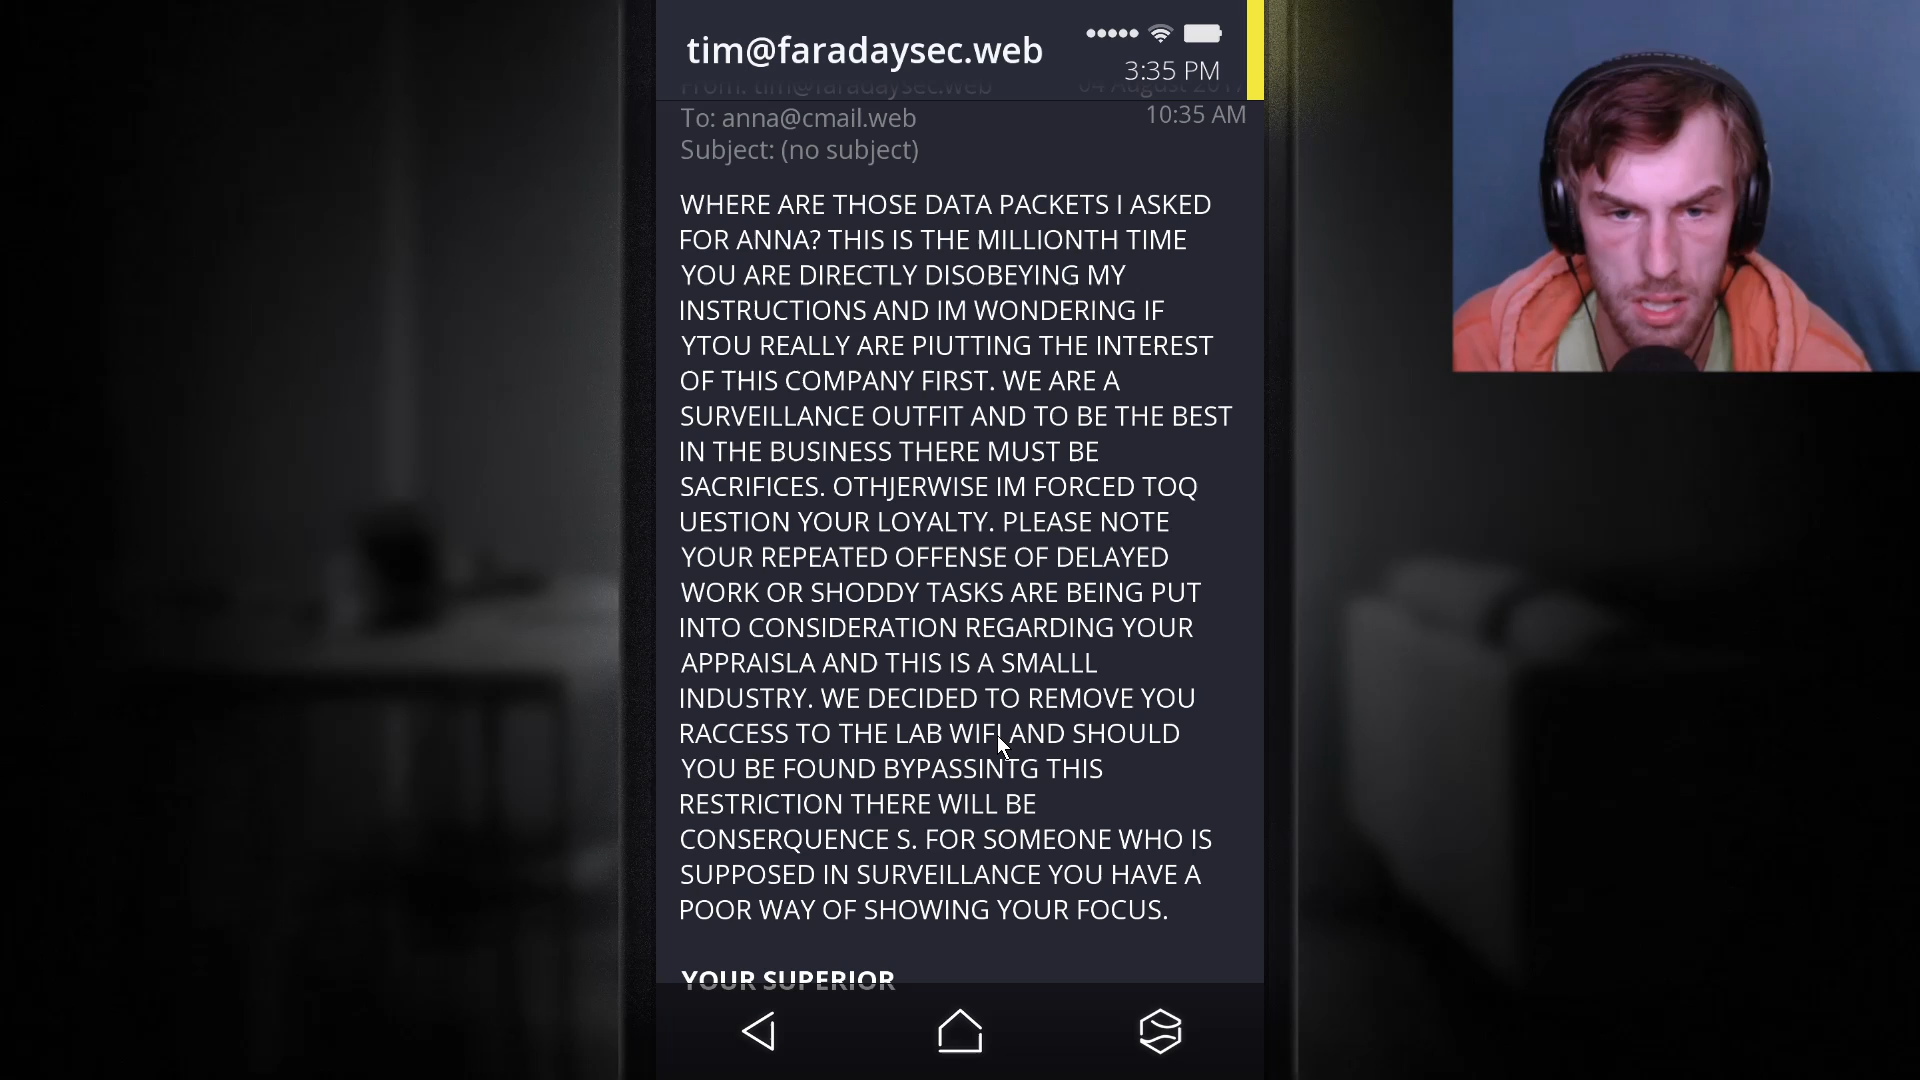 tim@faradaysec.web
3:35 PM
From: tim@faradaysec.web 04 August 2017
To: anna@cmail.web 10:35 AM
Subject: (no subject)
WHERE ARE THOSE DATA PACKETS I ASKED
FOR ANNA? THIS IS THE MILLIONTH TIME
YOU ARE DIRECTLY DISOBEYING MY
INSTRUCTIONS AND IM WONDERING IF
YTOU REALLY ARE PIUTTING THE INTEREST
OF THIS COMPANY FIRST. WE ARE A
SURVEILLANCE OUTFIT AND TO BE THE BEST
IN THE BUSINESS THERE MUST BE
SACRIFICES. OTHJERWISE IM FORCED TOQ
UESTION YOUR LOYALTY. PLEASE NOTE
YOUR REPEATED OFFENSE OF DELAYED
WORK OR SHODDY TASKS ARE BEING PUT
INTO CONSIDERATION REGARDING YOUR
APPRAISLA AND THIS IS A SMALLL
INDUSTRY. WE DECIDED TO REMOVE YOU
RACCESS TO THE LAB WIFI AND SHOULD
YOU BE FOUND BYPASSINTG THIS
RESTRICTION THERE WILL BE
CONSERQUENCE S. FOR SOMEONE WHO IS
SUPPOSED IN SURVEILLANCE YOU HAVE A
POOR WAY OF SHOWING YOUR FOCUS.
YOUR SUPERIOR